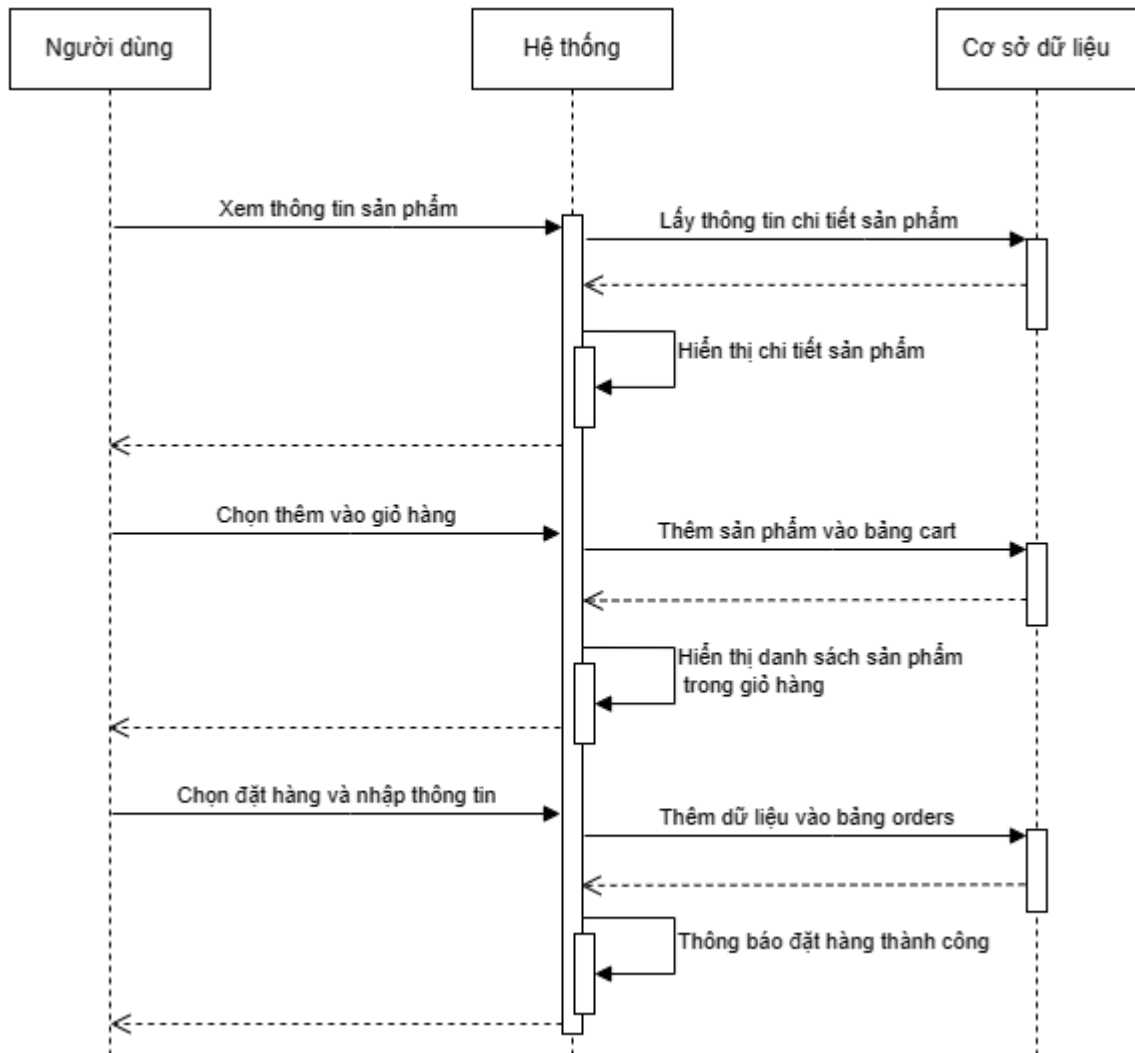 Người dùng
Hệ thống
Cơ sở dữ liệu
Xem thông tin sản phẩm
Lấy thông tin chi tiết sản phẩm
Hiển thị chi tiết sản phẩm
Chọn thêm vào giỏ hàng
Thêm sản phẩm vào bảng cart
Hiển thị danh sách sản phẩm
trong giỏ hàng
Chọn đặt hàng và nhập thông tin
Thêm dữ liệu vào bảng orders
Thông báo đặt hàng thành công